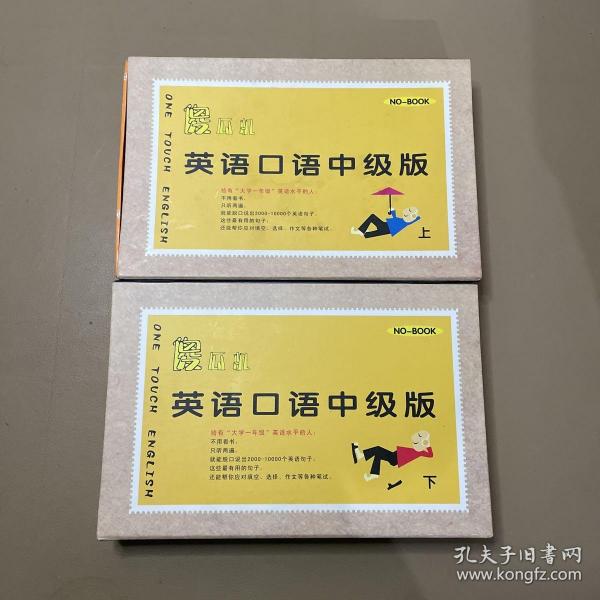 ONE TOUCH ENGLISH
NO-BOOK
傻瓜机
英语口语中级版
给有“大学一年级”英语水平的人:
不用看书,
只听两遍,
就能脱口说出2000-10000个英语句子,
这些最有用的句子,
还能帮你应对填空、选择、作文等各种笔试。
上
ONE TOUCH ENGLISH
NO-BOOK
傻瓜机
英语口语中级版
给有“大学一年级”英语水平的人:
不用看书,
只听两遍,
就能脱口说出2000-10000个英语句子,
这些最有用的句子,
还能帮你应对填空、选择、作文等各种笔试。
下
孔夫子旧书网
www.kongfz.com